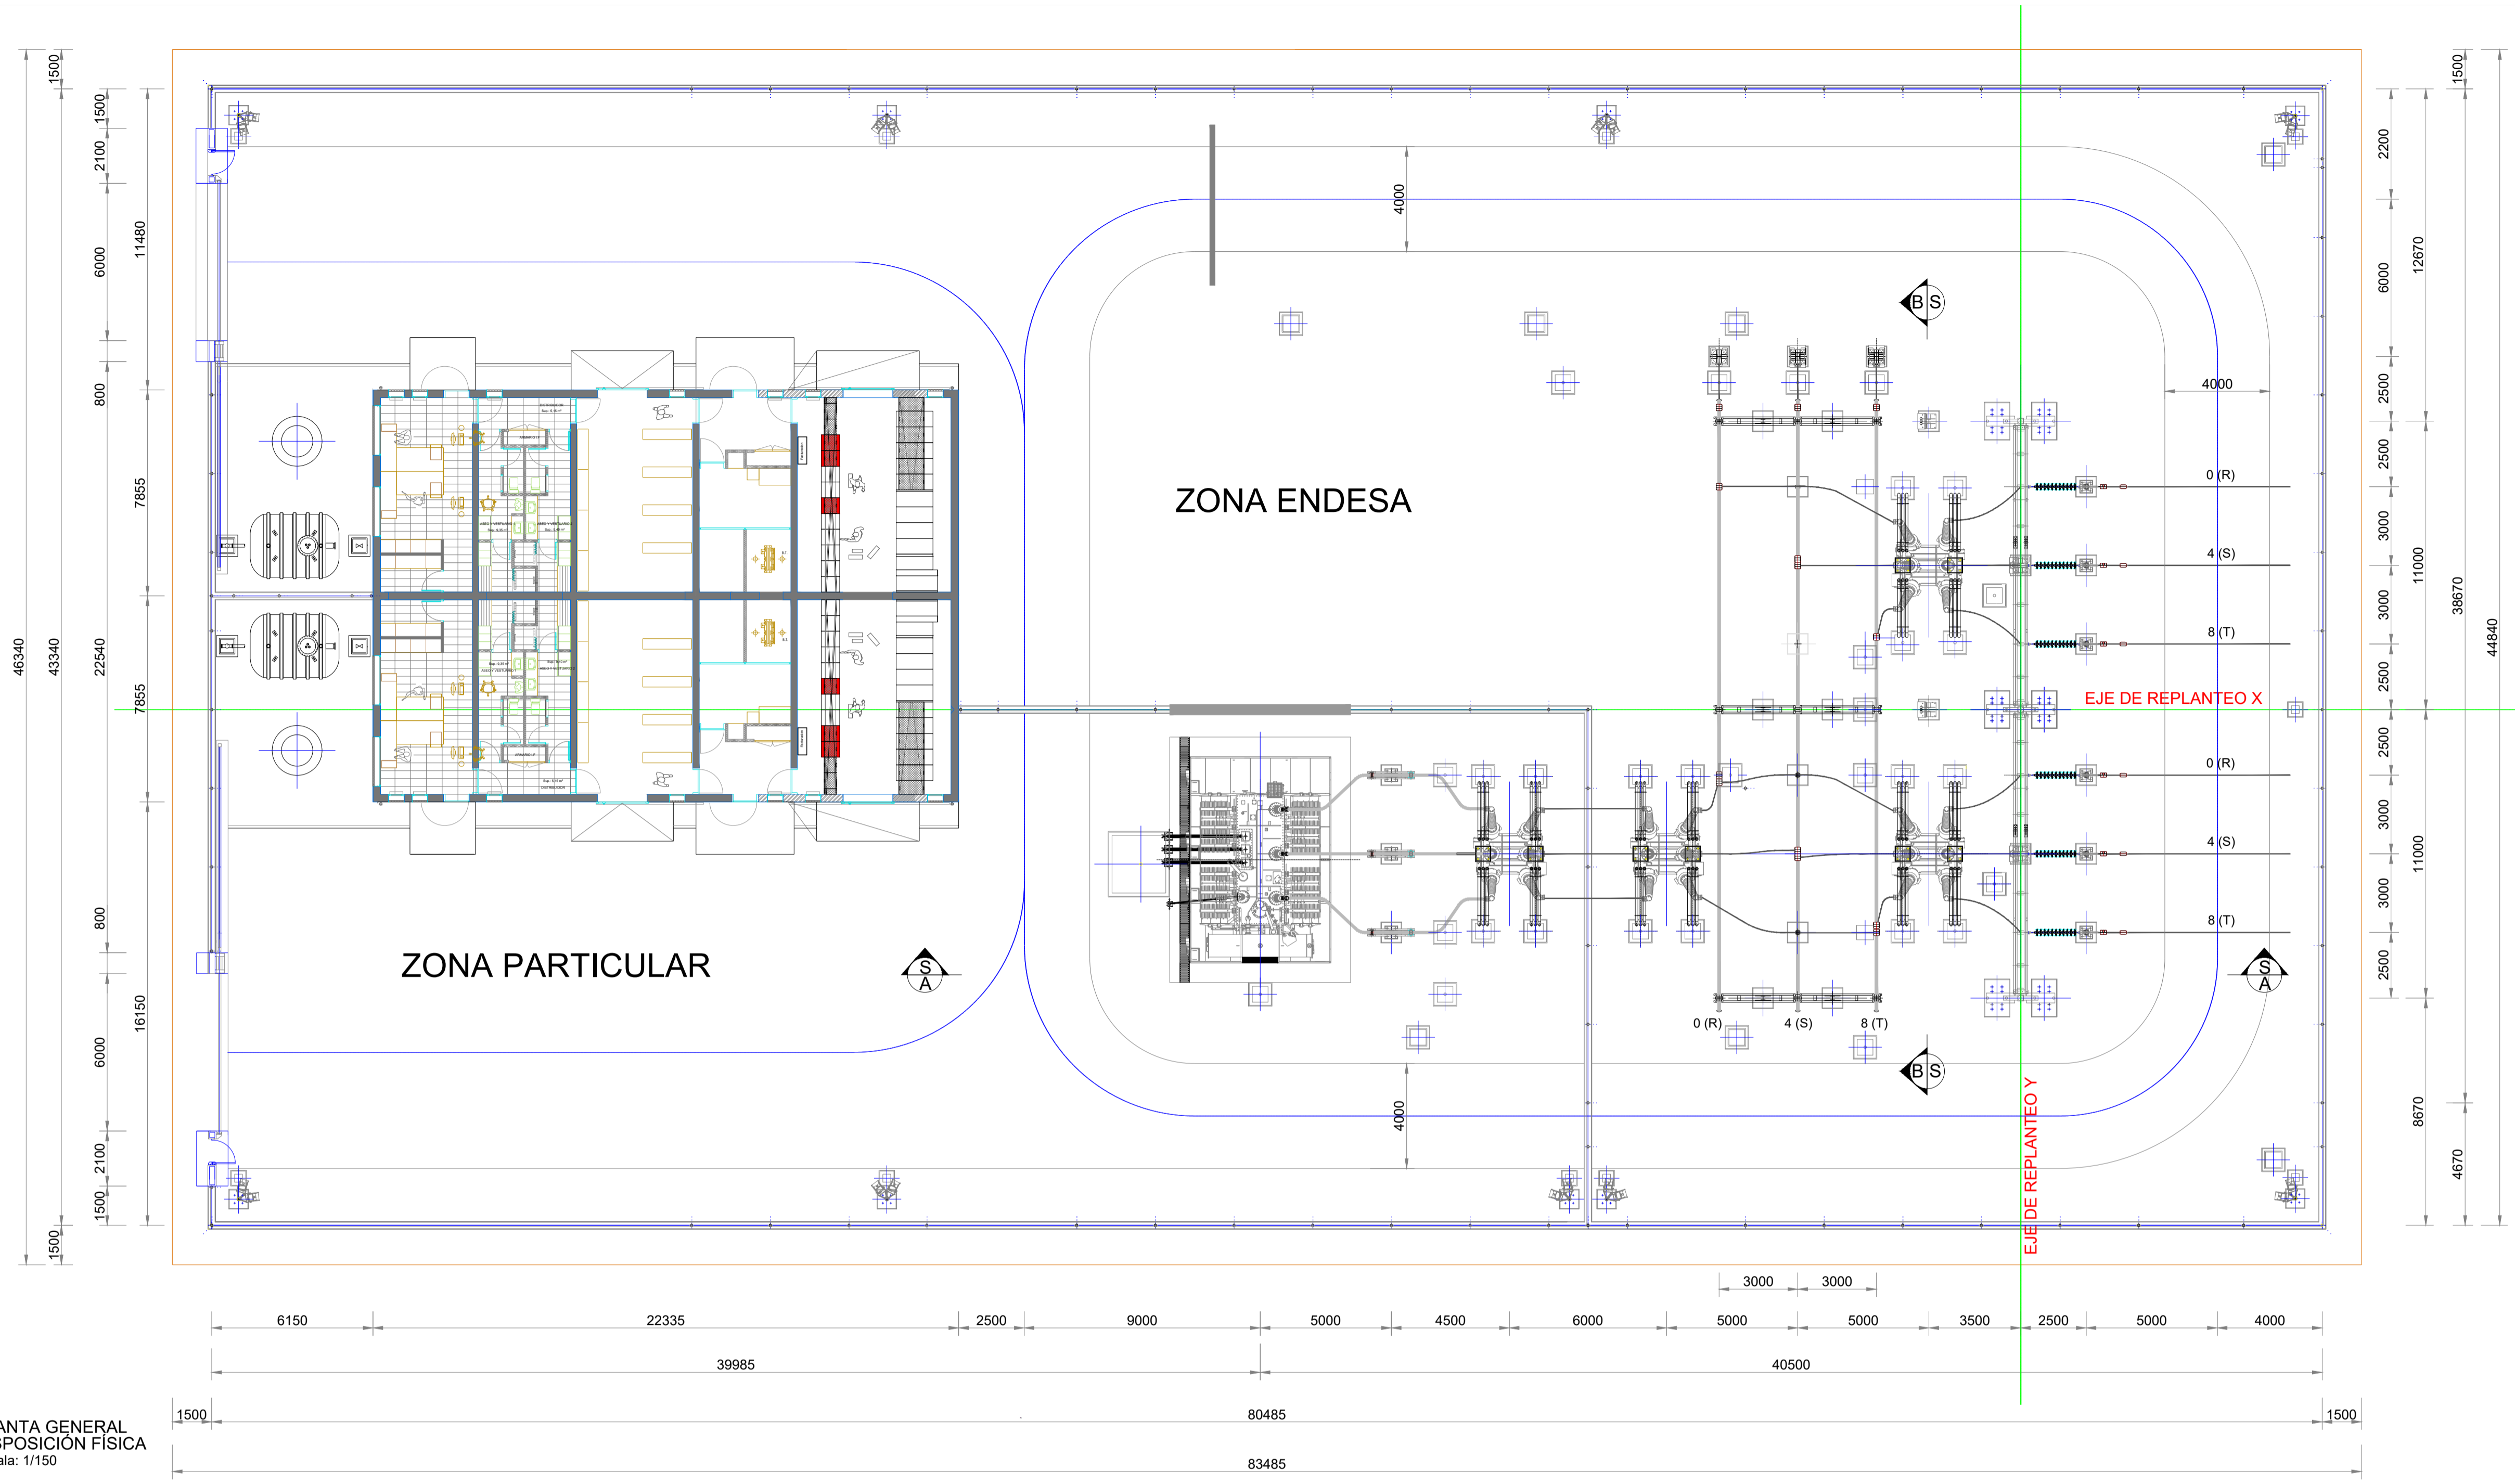 1500
1500
1500
2200
2100
4000
11480
12670
6000
6000
B S
800
2500
4000
7855
ZONA ENDESA
2500
0 (R)
3000
4 (S)
11000
38670
3000
8 (T)
46340
43340
22540
44840
7855
2500
EJE DE REPLANTEO X
2500
0 (R)
3000
4 (S)
11000
800
3000
8 (T)
ZONA PARTICULAR
S
A
S
A
2500
16150
0 (R) 4 (S) 8 (T)
6000
B S
4000
EJE DE REPLANTEO Y
8670
2100
4670
1500
1500
3000 3000
6150 22335 2500 9000 5000 4500 6000 5000 5000 3500 2500 5000 4000
39985 40500
1500 80485 1500
ANTA GENERAL
SPOSICIÓN FÍSICA
ala: 1/150
83485